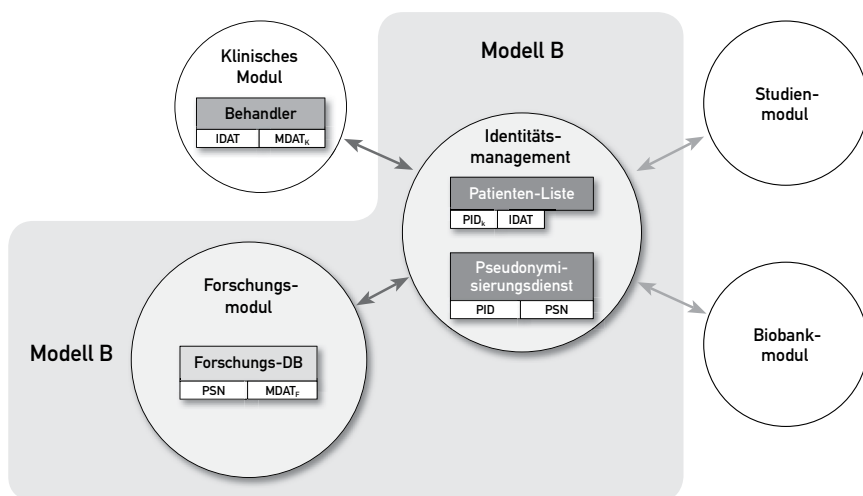 Klinisches
Modul
Behandler
IDAT MDATK
Modell B
Identitäts-
management
Patienten-Liste
PIDk IDAT
Pseudonymi-
sierungsdienst
PID PSN
Studien-
modul
Modell B
Forschungs-
modul
Forschungs-DB
PSN MDATF
Biobank-
modul